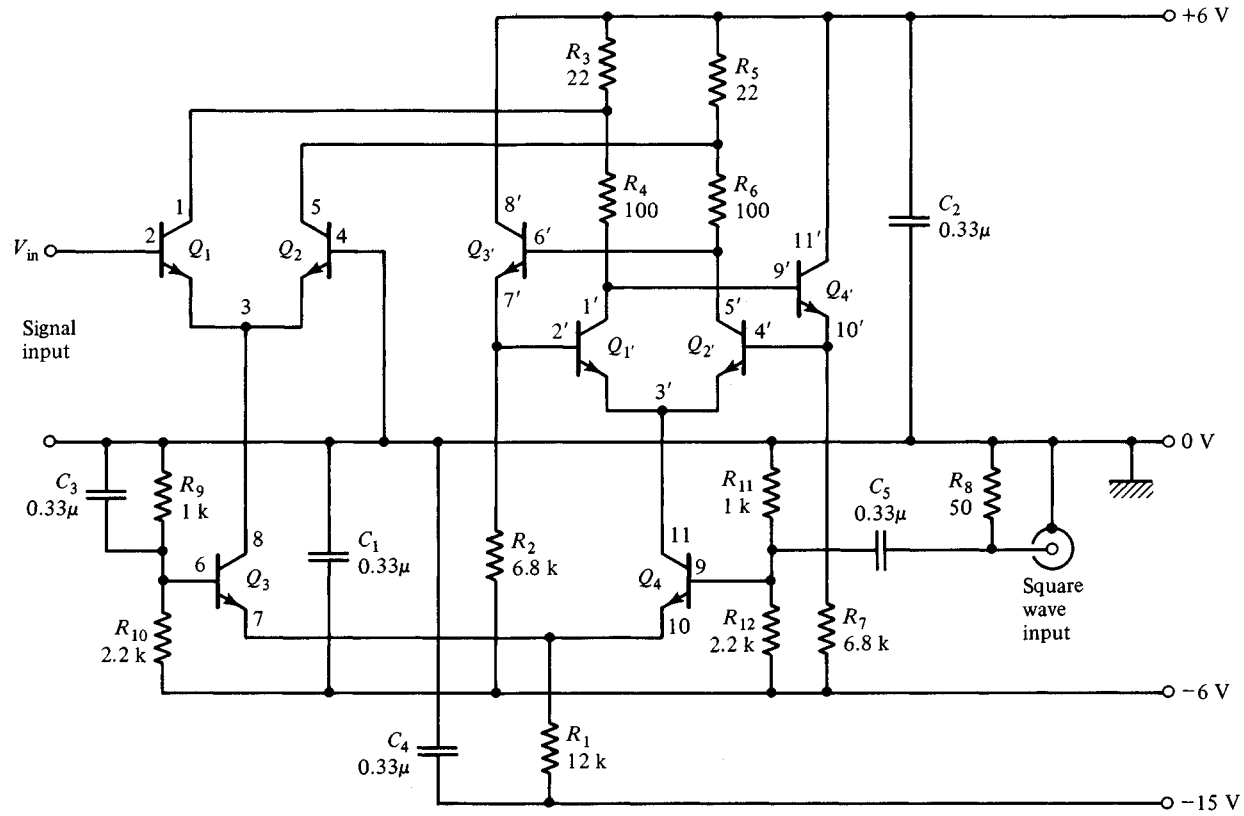 +6 V
R3
22
R5
22
R4
100
R6
100
C2
0.33μ
1
5
8′
11′
Vin
2
Q1
Q2
4
Q3′
6′
9′
Q4′
7′
1′
5′
10′
3
2′
Q1′
Q2′
4′
Signal
input
3′
0 V
C3
0.33μ
R9
1 k
C1
0.33μ
R2
6.8 k
R11
1 k
C5
0.33μ
R8
50
8
11
6
Q3
Q4
9
7
10
R10
2.2 k
R12
2.2 k
R7
6.8 k
Square
wave
input
−6 V
C4
0.33μ
R1
12 k
−15 V